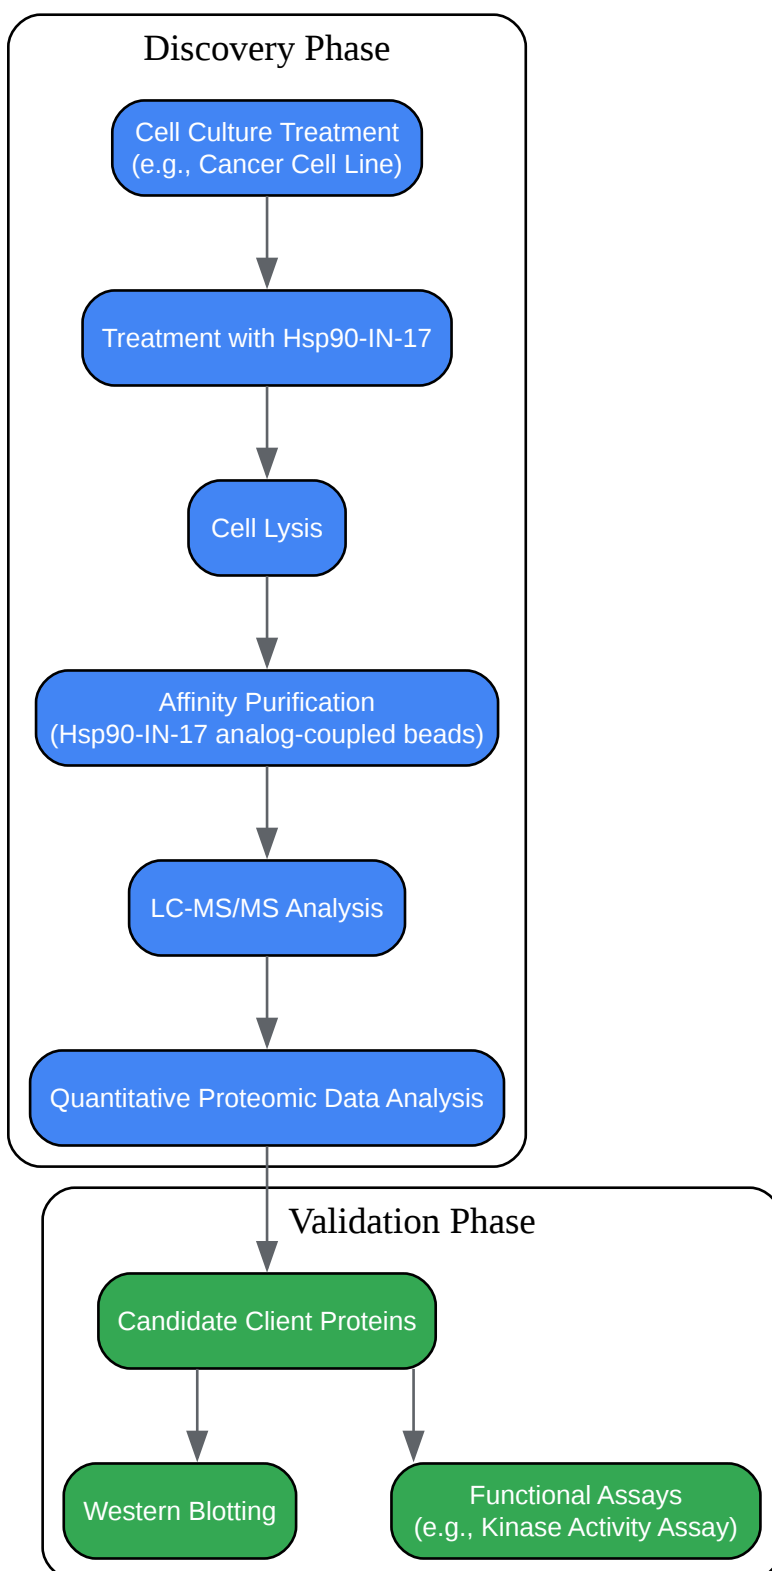 Discovery Phase
Cell Culture Treatment
(e.g., Cancer Cell Line)
Treatment with Hsp90-IN-17
Cell Lysis
Affinity Purification
(Hsp90-IN-17 analog-coupled beads)
LC-MS/MS Analysis
Quantitative Proteomic Data Analysis
Validation Phase
Candidate Client Proteins
Western Blotting
Functional Assays
(e.g., Kinase Activity Assay)